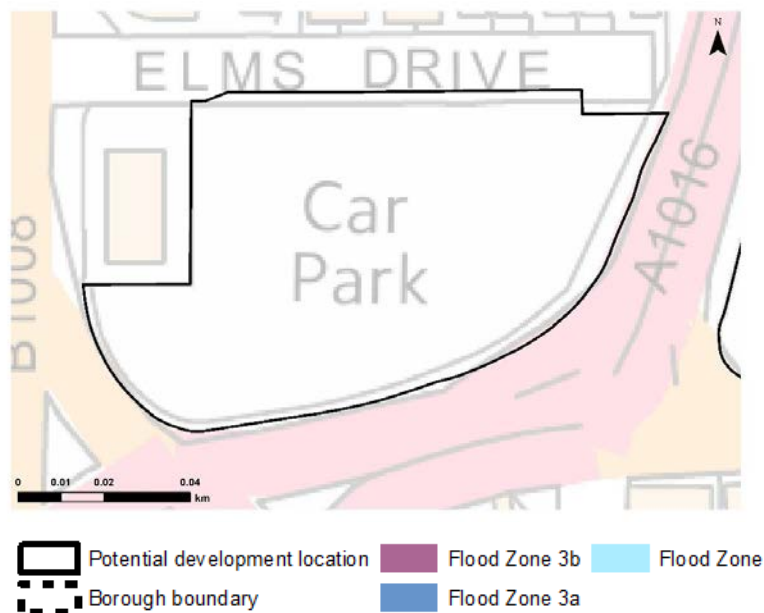 N
ELMS DRIVE
Car
Park
A1016
B1008
0 0.01 0.02 0.04
km
Potential development location Flood Zone 3b Flood Zone
Borough boundary Flood Zone 3a